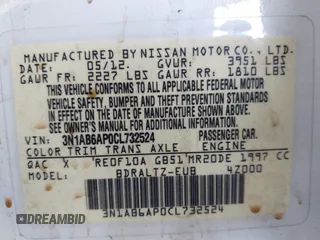 MANUFACTURED BY NISSAN MOTOR CO., LTD.
DATE: 05/12. GVWR: 3951 LBS
GAWR FR: 2227 LBS GAWR RR: 1810 LBS
THIS VEHICLE CONFORMS TO ALL APPLICABLE FEDERAL
VEHICLE SAFETY, BUMPER AND THEFT PREVENTION STANDARDS
IN EFFECT ON THE DATE OF MANUFACTURE SHOWN ABOVE.
SEE OWNER'S MANUAL FOR ADDITIONAL INFORMATION
VIN: 3N1AB6AP0CL732524 PASSENGER CAR.
COLOR TRIM TRANS AXLE ENGINE
QAC X RE0F10A GB51 MR20DE 1997 CC
BDRALTZ-EUB 4Z000
3N1AB6AP0CL732524
DREAMBID